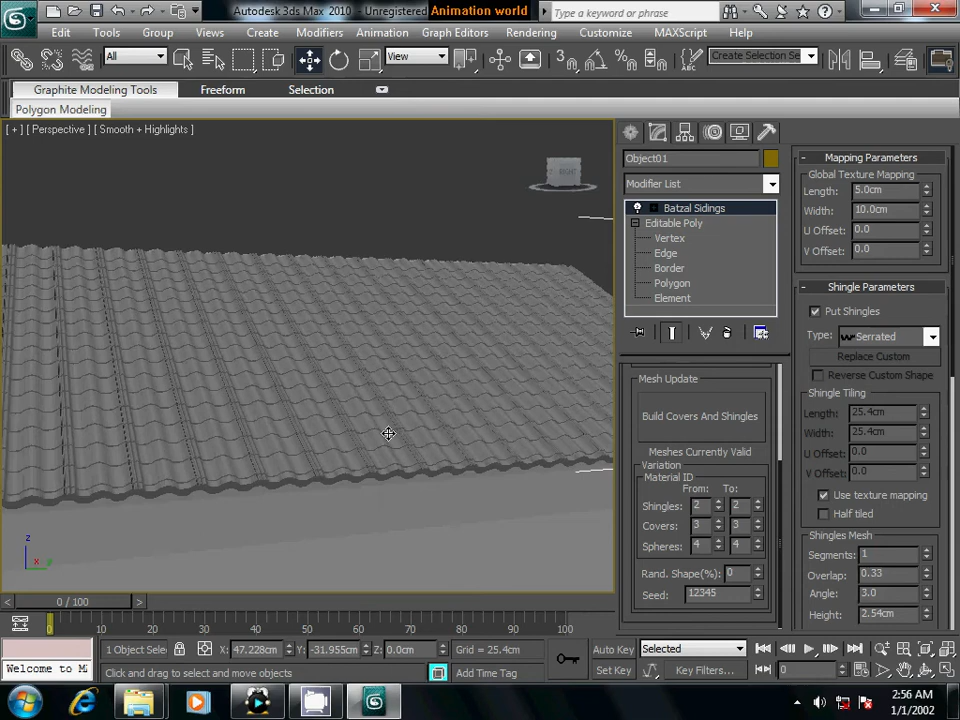 Autodesk 3ds Max 2010 - Unregistered
Animation world
Type a keyword or phrase
Edit Tools Group Views Create Modifiers Animation Graph Editors Rendering Customize MAXScript Help
All
View
Create Selection Se
Graphite Modeling Tools Freeform Selection
Polygon Modeling
[ + ] [ Perspective ] [ Smooth + Highlights ]
RIGHT
z
x
y
Object01
Modifier List
Batzal Sidings
Editable Poly
Vertex
Edge
Border
Polygon
Element
Mesh Update
Build Covers And Shingles
Meshes Currently Valid
Variation
Material ID
From: To:
Shingles: 2 2
Covers: 3 3
Spheres: 4 4
Rand. Shape(%): 0
Seed: 12345
Mapping Parameters
Global Texture Mapping
Length: 5.0cm
Width: 10.0cm
U Offset: 0.0
V Offset: 0.0
Shingle Parameters
Put Shingles
Type: Serrated
Replace Custom
Reverse Custom Shape
Shingle Tiling
Length: 25.4cm
Width: 25.4cm
U Offset: 0.0
V Offset: 0.0
Use texture mapping
Half tiled
Shingles Mesh
Segments: 1
Overlap: 0.33
Angle: 3.0
Height: 2.54cm
0 / 100
0 10 20 30 40 50 60 70 80 90 100
1 Object Selec X: 47.228cm Y: -31.955cm Z: 0.0cm Grid = 25.4cm Auto Key Selected
Welcome to M Click and drag to select and move objects Add Time Tag Set Key Key Filters... 0
2:56 AM
1/1/2002